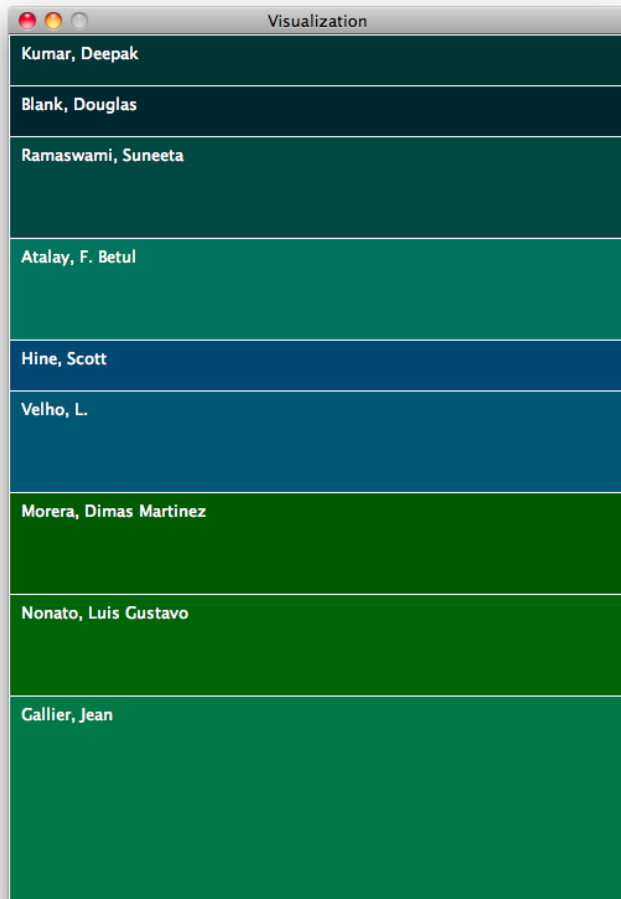 Visualization
Kumar, Deepak
Blank, Douglas
Ramaswami, Suneeta
Atalay, F. Betul
Hine, Scott
Velho, L.
Morera, Dimas Martinez
Nonato, Luis Gustavo
Gallier, Jean